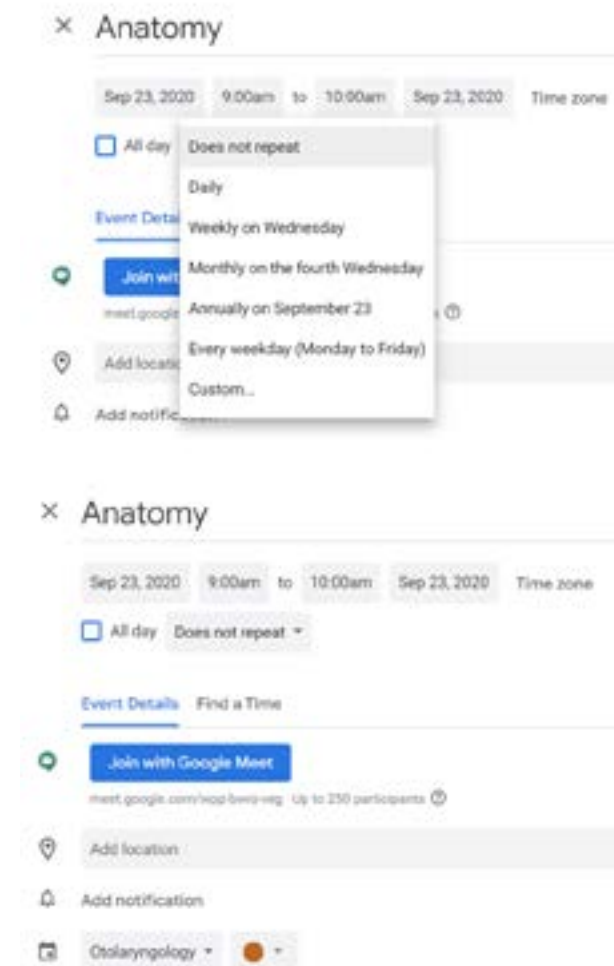 × Anatomy
Sep 23, 2020 9:00am to 10:00am Sep 23, 2020 Time zone
All day Does not repeat
Daily
Event Detai
Weekly on Wednesday
Join wit
Monthly on the fourth Wednesday
meet.google
Annually on September 23
Add locatio
Every weekday (Monday to Friday)
Custom...
Add notific
× Anatomy
Sep 23, 2020 9:00am to 10:00am Sep 23, 2020 Time zone
All day Does not repeat
Event Details Find a Time
Join with Google Meet
Up to 250 participants
Add location
Add notification
Otolaryngology